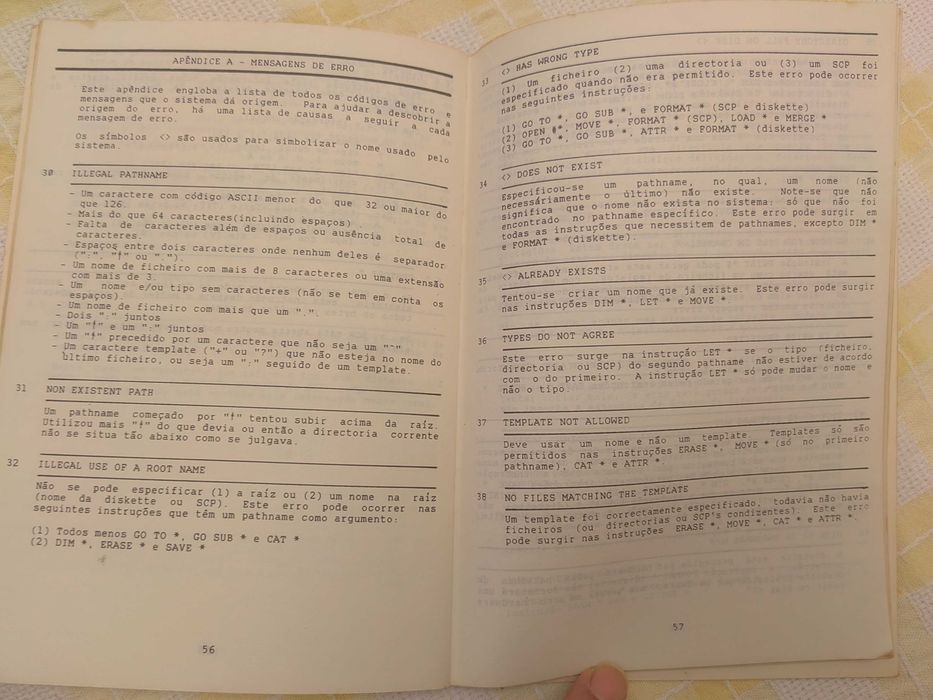 APÊNDICE A - MENSAGENS DE ERRO
Este apêndice engloba a lista de todos os códigos de erro e
mensagens que o sistema dá origem. Para ajudar a descobrir a
origem do erro, há uma lista de causas a seguir a cada
mensagem de erro.
Os símbolos <> são usados para simbolizar o nome usado pelo
sistema.
30 ILLEGAL PATHNAME
- Um caractere com código ASCII menor do que 32 ou maior do
que 126.
- Mais do que 64 caracteres(incluindo espaços) .
- Falta de caracteres além de espaços ou ausência total de
caracteres.
- Espaços entre dois caracteres onde nenhum deles é separador
(":", "↑" ou ".").
- Um nome de ficheiro com mais de 8 caracteres ou uma extensão
com mais de 3.
- Um nome e/ou tipo sem caracteres (não se tem em conta os
espaços).
- Um nome de ficheiro com mais que um ".".
- Dois ":" juntos
- Um "↑" e um ":" juntos
- Um "↑" precedido por um caractere que não seja um "^"
- Um caractere template ("+" ou "?") que não esteja no nome do
último ficheiro, ou seja um "." seguido de um template.
31 NON EXISTENT PATH
Um pathname começado por "↑" tentou subir acima da raíz.
Utilizou mais "↑" do que devia ou então a directoria corrente
não se situa tão abaixo como se julgava.
32 ILLEGAL USE OF A ROOT NAME
Não se pode especificar (1) a raíz ou (2) um nome na raíz
(nome da diskette ou SCP). Este erro pode ocorrer nas
seguintes instruções que têm um pathname como argumento:
(1) Todos menos GO TO *, GO SUB * e CAT *
(2) DIM *, ERASE * e SAVE *
56
33 <> HAS WRONG TYPE
(1) Um ficheiro (2) uma directoria ou (3) um SCP foi
especificado quando não era permitido. Este erro pode ocorrer
nas seguintes instruções:
(1) GO TO *, GO SUB *, e FORMAT * (SCP e diskette)
(2) OPEN #*, MOVE *, FORMAT * (SCP), LOAD * e MERGE *
(3) GO TO *, GO SUB *, ATTR * e FORMAT * (diskette)
34 <> DOES NOT EXIST
Especificou-se um pathname, no qual, um nome (não
necessáriamente o último) não existe. Note-se que não
significa que o nome não exista no sistema: só que não foi
encontrado no pathname específico. Este erro pode surgir em
todas as instruções que necessitem de pathnames, excepto DIM *
e FORMAT * (diskette).
35 <> ALREADY EXISTS
Tentou-se criar um nome que já existe. Este erro pode surgir
nas instruções DIM *, LET * e MOVE *.
36 TYPES DO NOT AGREE
Este erro surge na instrução LET * se o tipo (ficheiro,
directoria ou SCP) do segundo pathname não estiver de acordo
com o do primeiro. A instrução LET * só pode mudar o nome e
não o tipo.
37 TEMPLATE NOT ALLOWED
Deve usar um nome e não um template. Templates só são
permitidos nas instruções ERASE *, MOVE * (só no primeiro
pathname), CAT * e ATTR *.
38 NO FILES MATCHING THE TEMPLATE
Um template foi correctamente especificado, todavia não havia
ficheiros (ou directorias ou SCP's condizentes). Este erro
pode surgir nas instruções ERASE *, MOVE *, CAT * e ATTR *.
57